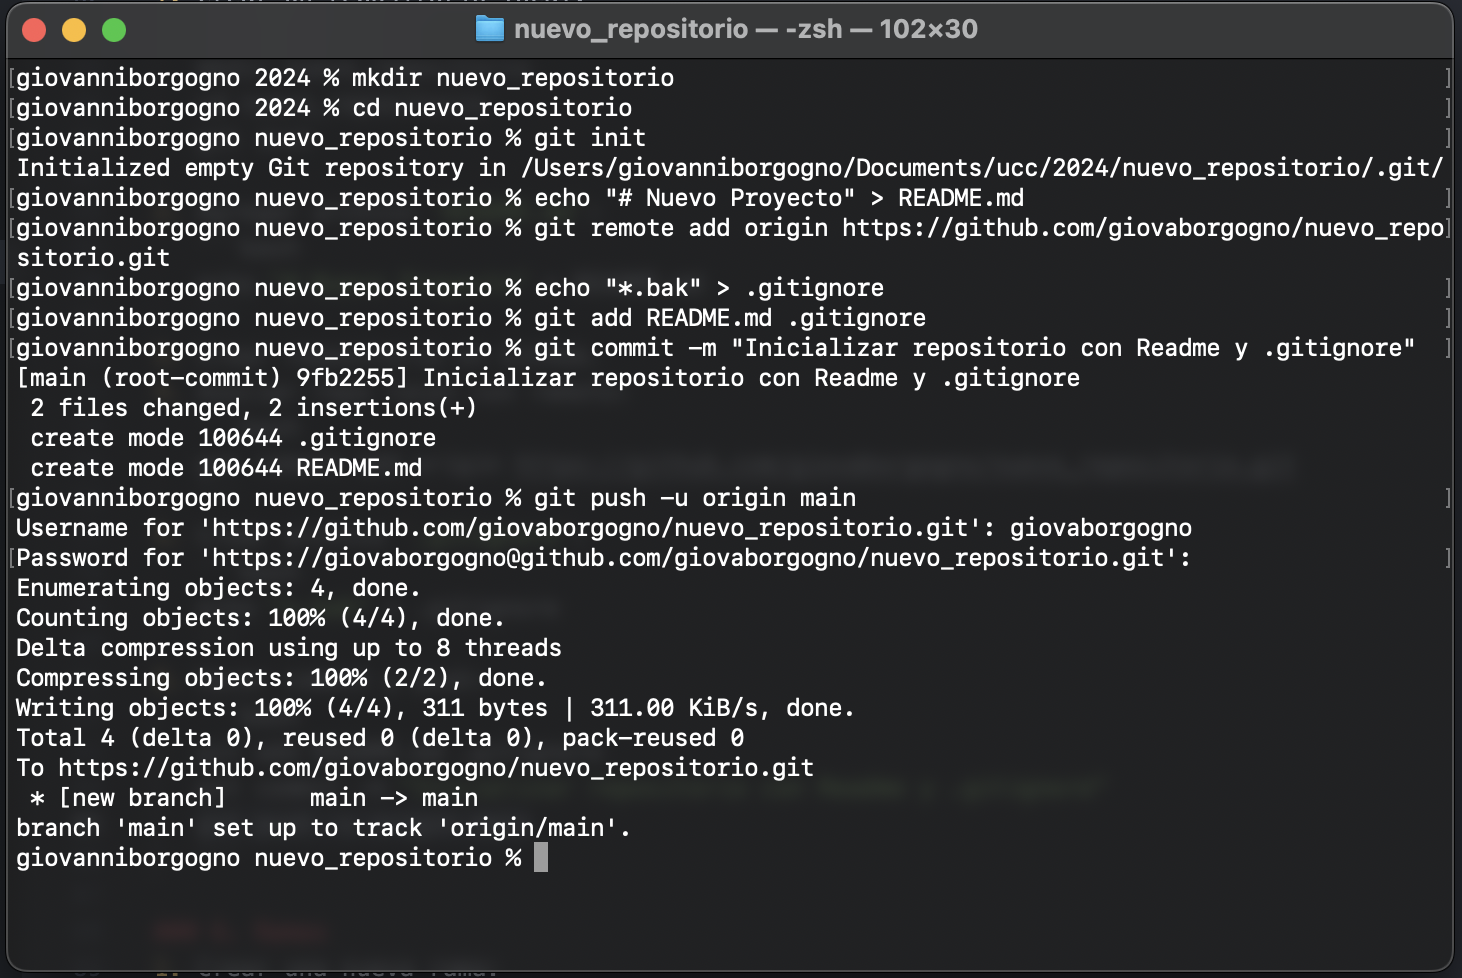 nuevo_repositorio — -zsh — 102×30
[giovanniborgogno 2024 % mkdir nuevo_repositorio ]
[giovanniborgogno 2024 % cd nuevo_repositorio ]
[giovanniborgogno nuevo_repositorio % git init ]
Initialized empty Git repository in /Users/giovanniborgogno/Documents/ucc/2024/nuevo_repositorio/.git/
[giovanniborgogno nuevo_repositorio % echo "# Nuevo Proyecto" > README.md ]
[giovanniborgogno nuevo_repositorio % git remote add origin https://github.com/giovaborgogno/nuevo_repo]
sitorio.git
[giovanniborgogno nuevo_repositorio % echo "*.bak" > .gitignore ]
[giovanniborgogno nuevo_repositorio % git add README.md .gitignore ]
[giovanniborgogno nuevo_repositorio % git commit -m "Inicializar repositorio con Readme y .gitignore" ]
[main (root-commit) 9fb2255] Inicializar repositorio con Readme y .gitignore
 2 files changed, 2 insertions(+)
 create mode 100644 .gitignore
 create mode 100644 README.md
[giovanniborgogno nuevo_repositorio % git push -u origin main ]
Username for 'https://github.com/giovaborgogno/nuevo_repositorio.git': giovaborgogno
[Password for 'https://giovaborgogno@github.com/giovaborgogno/nuevo_repositorio.git': ]
Enumerating objects: 4, done.
Counting objects: 100% (4/4), done.
Delta compression using up to 8 threads
Compressing objects: 100% (2/2), done.
Writing objects: 100% (4/4), 311 bytes | 311.00 KiB/s, done.
Total 4 (delta 0), reused 0 (delta 0), pack-reused 0
To https://github.com/giovaborgogno/nuevo_repositorio.git
 * [new branch]      main -> main
branch 'main' set up to track 'origin/main'.
giovanniborgogno nuevo_repositorio %